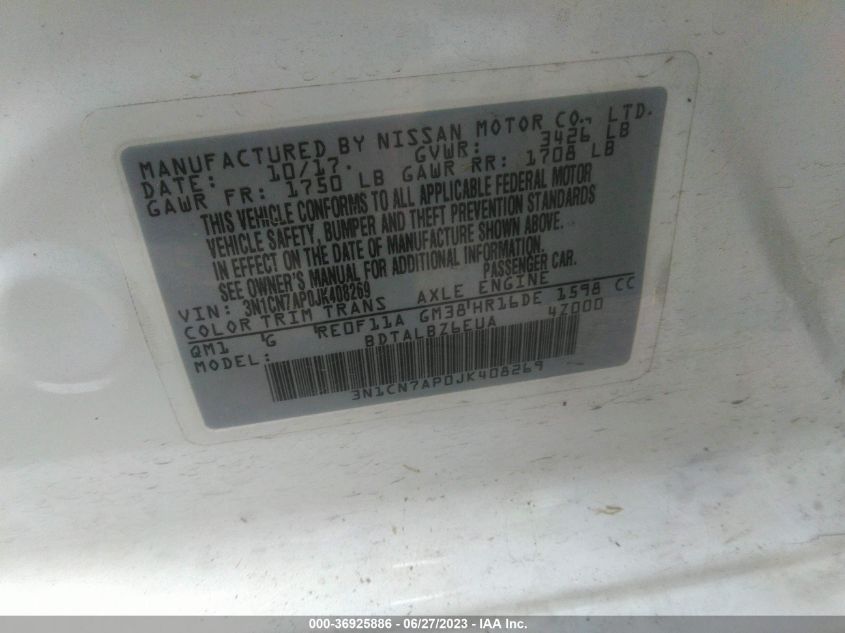 MANUFACTURED BY NISSAN MOTOR CO., LTD.
DATE: 10/17. GVWR: 3426 LB
GAWR FR: 1750 LB GAWR RR: 1708 LB
THIS VEHICLE CONFORMS TO ALL APPLICABLE FEDERAL MOTOR
VEHICLE SAFETY, BUMPER AND THEFT PREVENTION STANDARDS
IN EFFECT ON THE DATE OF MANUFACTURE SHOWN ABOVE.
SEE OWNER'S MANUAL FOR ADDITIONAL INFORMATION.
VIN: 3N1CN7AP0JK408269 PASSENGER CAR.
COLOR TRIM TRANS AXLE ENGINE
QM1 G RE0F11A GM38 HR16DE 1598 CC
MODEL: BDTALBZ6EUA 4Z000
3N1CN7AP0JK408269
000-36925886 - 06/27/2023 - © IAA Inc.